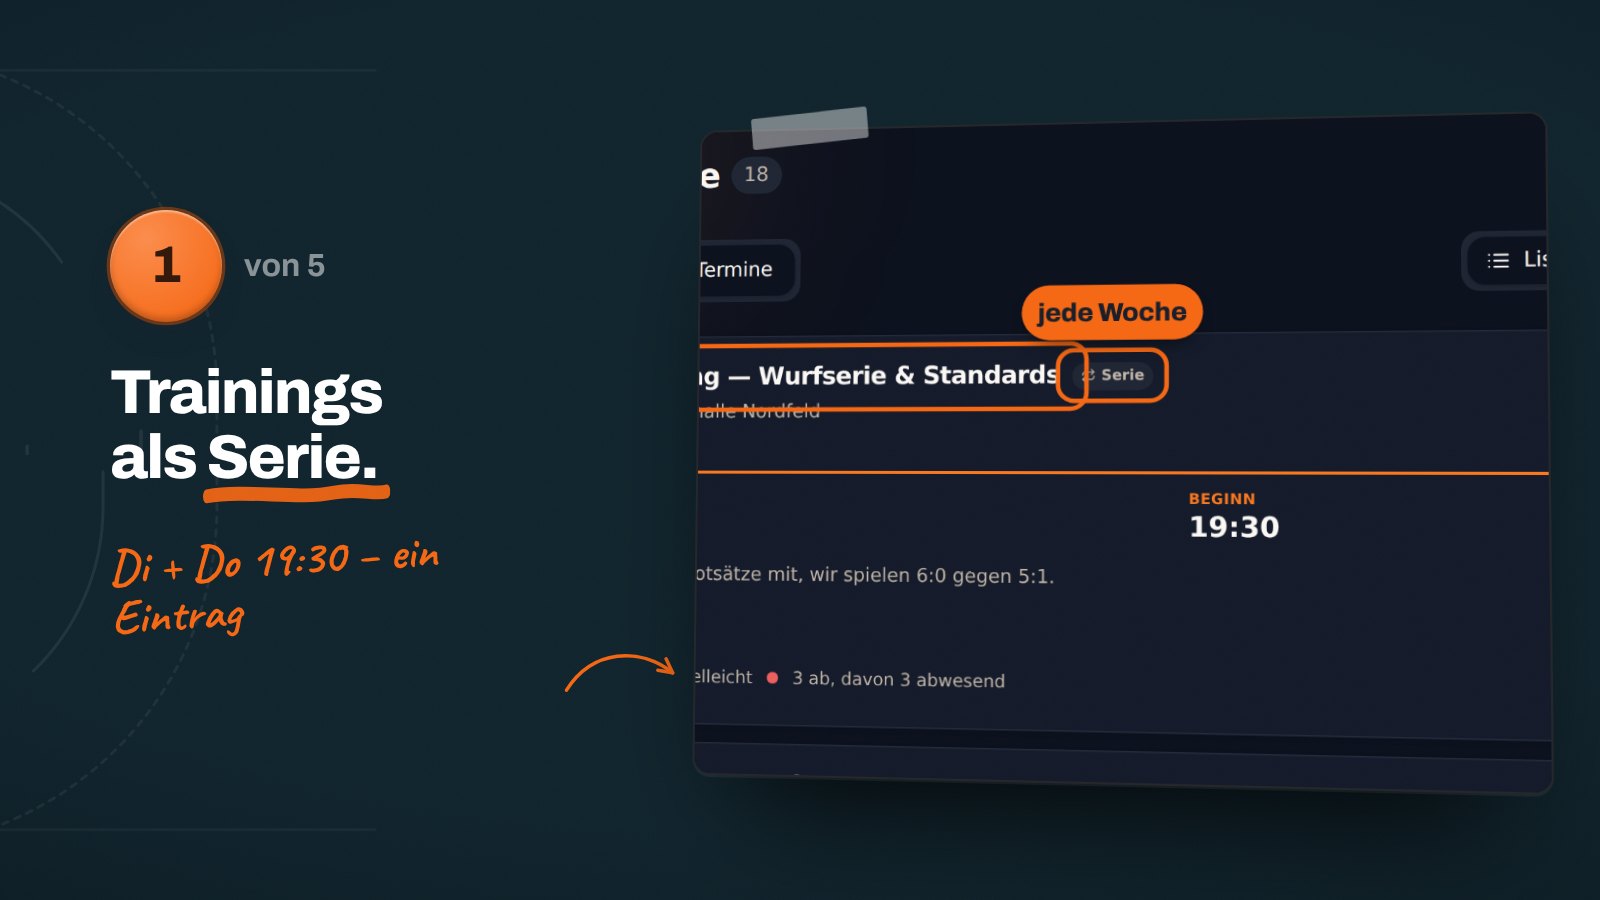 1
von 5
Trainings
als Serie.
Di + Do 19:30 – ein
Eintrag
e 18
Termine
jede Woche
ng — Wurfserie & Standards Serie
halle Nordfeld
BEGINN
19:30
otsätze mit, wir spielen 6:0 gegen 5:1.
elleicht 3 ab, davon 3 abwesend